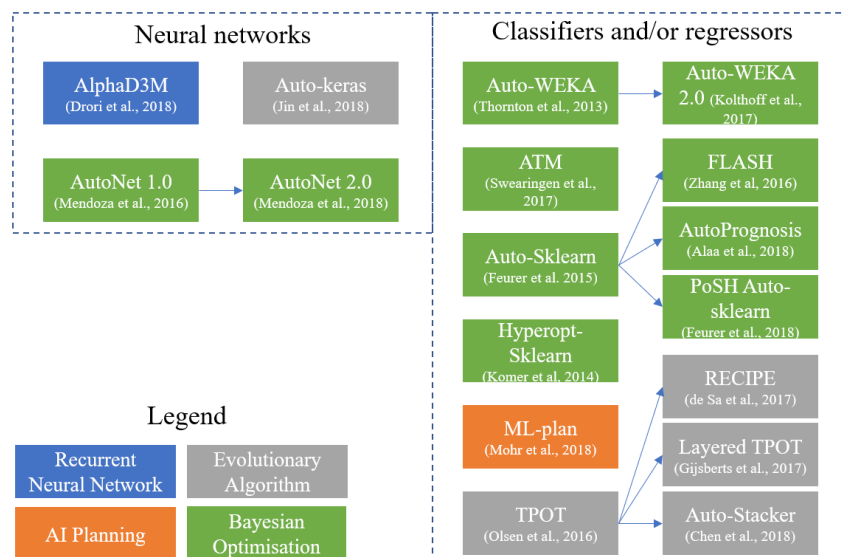 Neural networks
AlphaD3M
(Drori et al., 2018)
Auto-keras
(Jin et al., 2018)
AutoNet 1.0
(Mendoza et al., 2016)
AutoNet 2.0
(Mendoza et al., 2018)
Classifiers and/or regressors
Auto-WEKA
(Thornton et al., 2013)
Auto-WEKA
2.0 (Kolthoff et al.,
2017)
ATM
(Swearingen et al.,
2017)
FLASH
(Zhang et al, 2016)
Auto-Sklearn
(Feurer et al. 2015)
AutoPrognosis
(Alaa et al., 2018)
PoSH Auto-
sklearn
(Feurer et al., 2018)
Hyperopt-
Sklearn
(Komer et al, 2014)
RECIPE
(de Sa et al., 2017)
ML-plan
(Mohr et al., 2018)
Layered TPOT
(Gijsberts et al., 2017)
TPOT
(Olsen et al., 2016)
Auto-Stacker
(Chen et al., 2018)
Legend
Recurrent
Neural Network
Evolutionary
Algorithm
AI Planning
Bayesian
Optimisation